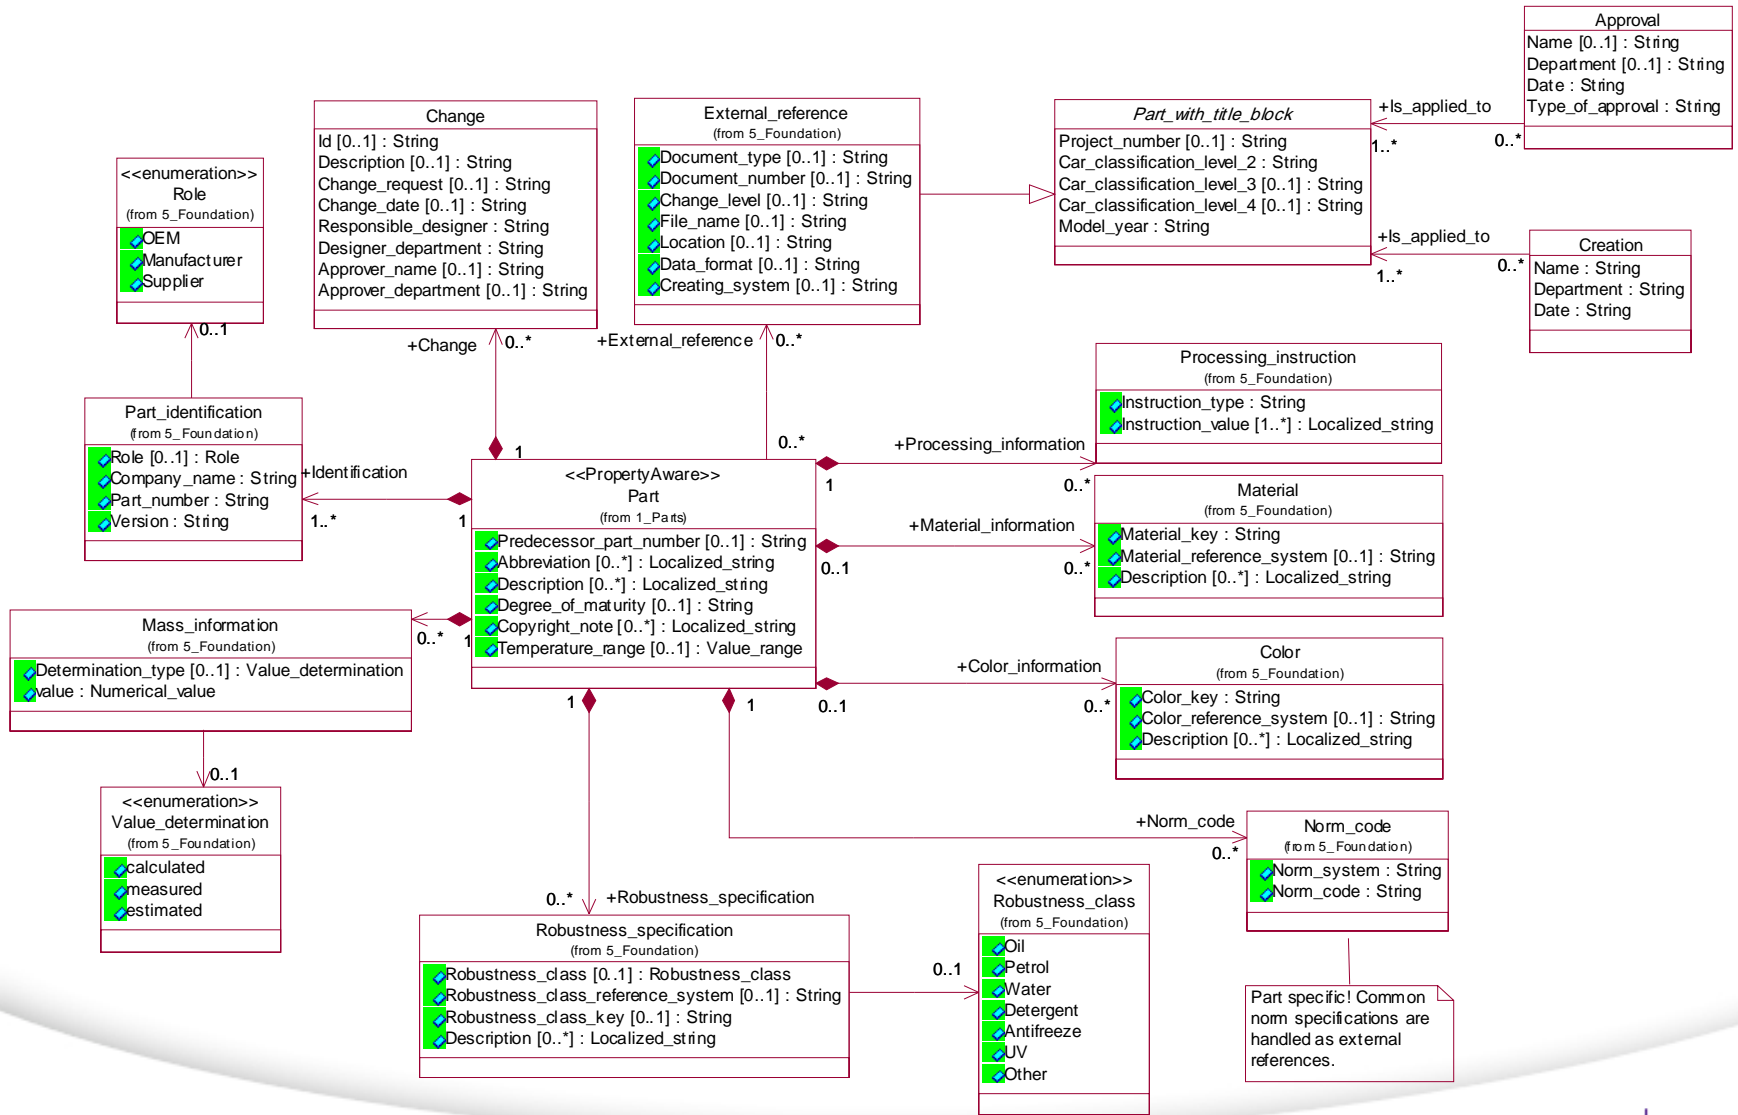 Approval
Name [0..1] : String
Department [0..1] : String
Date : String
Type_of_approval : String
+Is_applied_to
1..*
0..*
Part_with_title_block
Project_number [0..1] : String
Car_classification_level_2 : String
Car_classification_level_3 [0..1] : String
Car_classification_level_4 [0..1] : String
Model_year : String
+Is_applied_to
1..*
0..*
Creation
Name : String
Department : String
Date : String
External_reference
(from 5_Foundation)
Document_type [0..1] : String
Document_number [0..1] : String
Change_level [0..1] : String
File_name [0..1] : String
Location [0..1] : String
Data_format [0..1] : String
Creating_system [0..1] : String
Change
Id [0..1] : String
Description [0..1] : String
Change_request [0..1] : String
Change_date [0..1] : String
Responsible_designer : String
Designer_department : String
Approver_name [0..1] : String
Approver_department [0..1] : String
<<enumeration>>
Role
(from 5_Foundation)
OEM
Manufacturer
Supplier
0..1
+Change
0..*
+External_reference
0..*
Part_identification
(from 5_Foundation)
Role [0..1] : Role
Company_name : String
Part_number : String
Version : String
+Identification
1..*
1
1
0..*
<<PropertyAware>>
Part
(from 1_Parts)
Predecessor_part_number [0..1] : String
Abbreviation [0..*] : Localized_string
Description [0..*] : Localized_string
Degree_of_maturity [0..1] : String
Copyright_note [0..*] : Localized_string
Temperature_range [0..1] : Value_range
+Processing_information
1
0..*
Processing_instruction
(from 5_Foundation)
Instruction_type : String
Instruction_value [1..*] : Localized_string
+Material_information
0..1
0..*
Material
(from 5_Foundation)
Material_key : String
Material_reference_system [0..1] : String
Description [0..*] : Localized_string
+Color_information
0..1
0..*
Color
(from 5_Foundation)
Color_key : String
Color_reference_system [0..1] : String
Description [0..*] : Localized_string
Mass_information
(from 5_Foundation)
Determination_type [0..1] : Value_determination
value : Numerical_value
0..*
1
0..1
<<enumeration>>
Value_determination
(from 5_Foundation)
calculated
measured
estimated
1
1
+Norm_code
0..*
Norm_code
(from 5_Foundation)
Norm_system : String
Norm_code : String
Part specific! Common
norm specifications are
handled as external
references.
0..*
+Robustness_specification
Robustness_specification
(from 5_Foundation)
Robustness_class [0..1] : Robustness_class
Robustness_class_reference_system [0..1] : String
Robustness_class_key [0..1] : String
Description [0..*] : Localized_string
0..1
<<enumeration>>
Robustness_class
(from 5_Foundation)
Oil
Petrol
Water
Detergent
Antifreeze
UV
Other